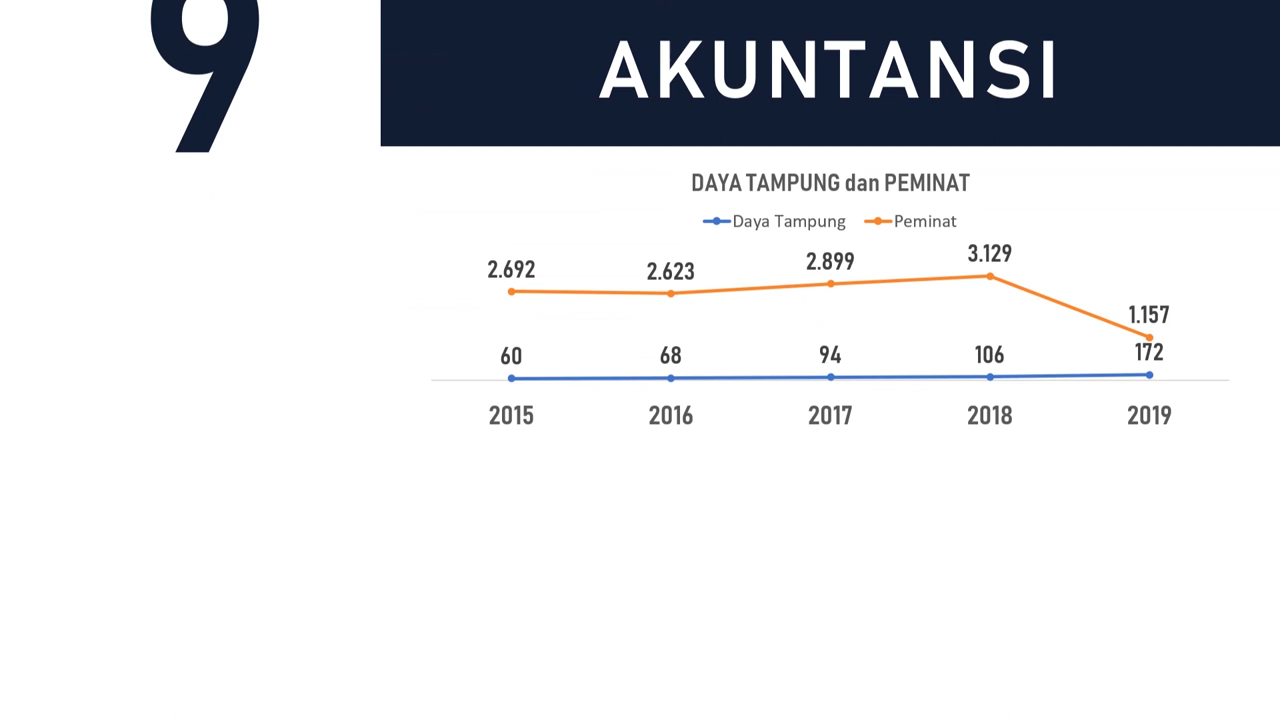 9
AKUNTANSI
DAYA TAMPUNG dan PEMINAT
Daya Tampung Peminat
2.692 2.623 2.899 3.129 1.157
60 68 94 106 172
2015 2016 2017 2018 2019